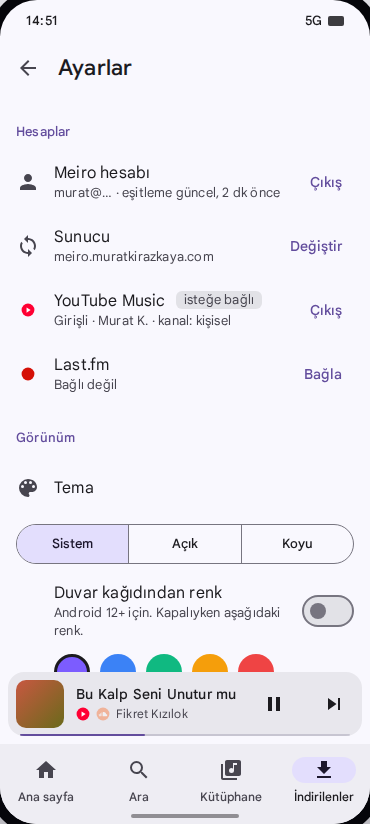 14:51
5G
Ayarlar
Hesaplar
Meiro hesabı
murat@... · eşitleme güncel, 2 dk önce
Çıkış
Sunucu
meiro.muratkirazkaya.com
Değiştir
YouTube Music
isteğe bağlı
Girişli · Murat K. · kanal: kişisel
Çıkış
Last.fm
Bağlı değil
Bağla
Görünüm
Tema
Sistem
Açık
Koyu
Duvar kağıdından renk
Android 12+ için. Kapalıyken aşağıdaki
renk.
Bu Kalp Seni Unutur mu
Fikret Kızılok
Ana sayfa
Ara
Kütüphane
İndirilenler